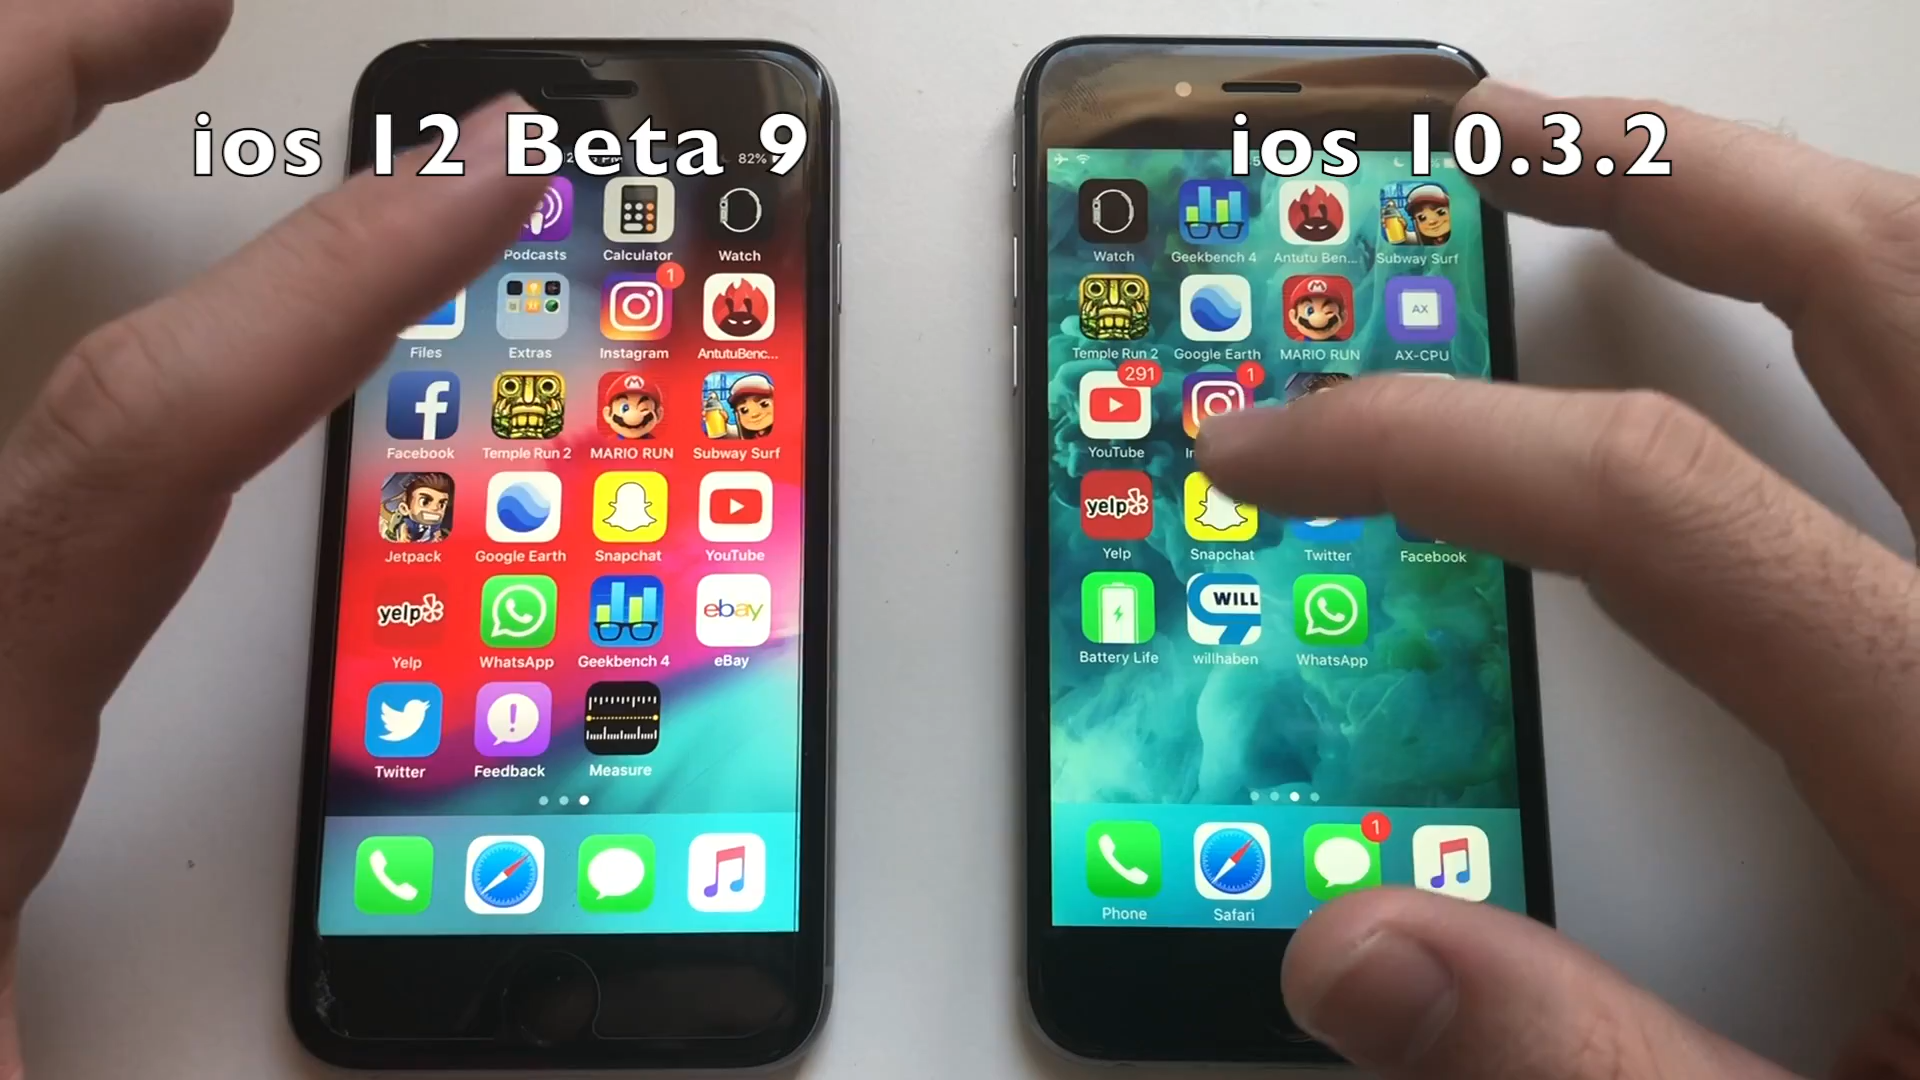 ios 12 Beta 9
82%
Podcasts Calculator Watch
Files Extras Instagram AntutuBenc...
1
Facebook Temple Run 2 MARIO RUN Subway Surf
Jetpack Google Earth Snapchat YouTube
yelp
ebay
Yelp WhatsApp Geekbench 4 eBay
Twitter Feedback Measure
ios 10.3.2
Watch Geekbench 4 Antutu Ben... Subway Surf
AX
Temple Run 2 Google Earth MARIO RUN AX-CPU
291
1
YouTube
yelp
Yelp Snapchat Twitter Facebook
WILL
Battery Life willhaben WhatsApp
1
Phone Safari